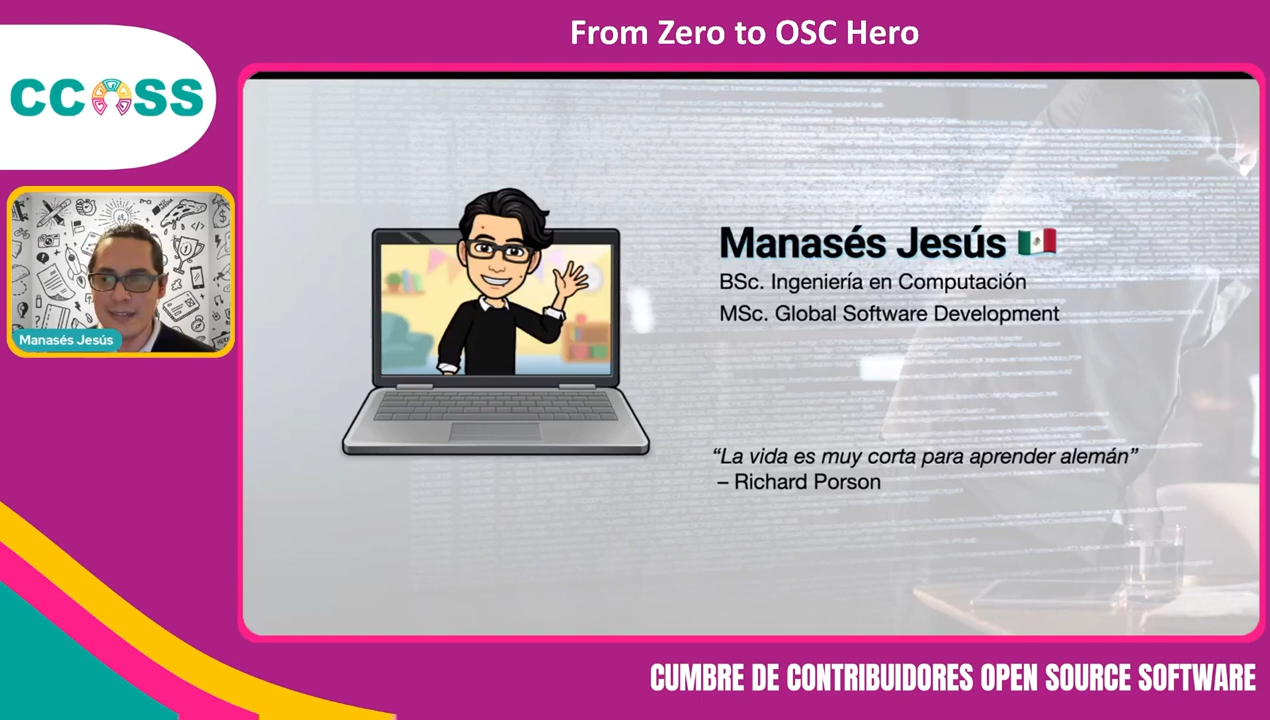 From Zero to OSC Hero
CCOSS
Manasés Jesús
Manasés Jesús
BSc. Ingeniería en Computación
MSc. Global Software Development
“La vida es muy corta para aprender alemán”
– Richard Porson
CUMBRE DE CONTRIBUIDORES OPEN SOURCE SOFTWARE